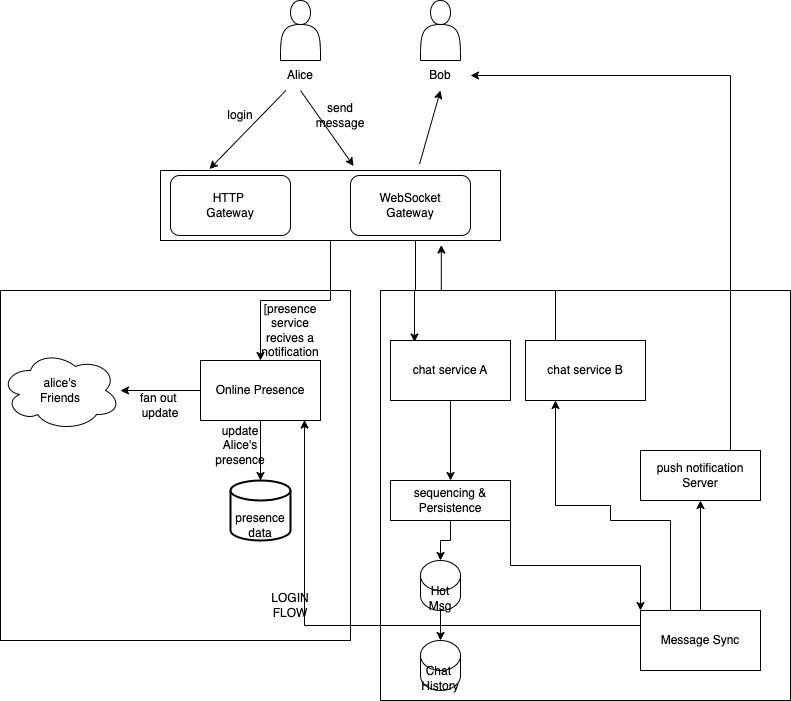 Alice
Bob
login
send
message
HTTP
Gateway
WebSocket
Gateway
[presence
service
recives a
notification
alice's
Friends
fan out
update
Online Presence
update
Alice's
presence
presence
data
LOGIN
FLOW
chat service A
chat service B
sequencing &
Persistence
push notification
Server
Hot
Msg
Message Sync
Chat
History